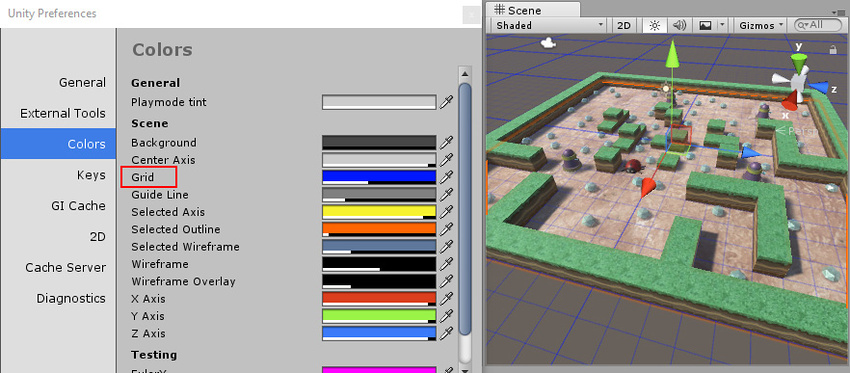 Unity Preferences
General
External Tools
Colors
Keys
GI Cache
2D
Cache Server
Diagnostics
Colors
General
Playmode tint
Scene
Background
Center Axis
Grid
Guide Line
Selected Axis
Selected Outline
Selected Wireframe
Wireframe
Wireframe Overlay
X Axis
Y Axis
Z Axis
Testing
Scene
Shaded
2D
Gizmos
All
y
z
x
Persp